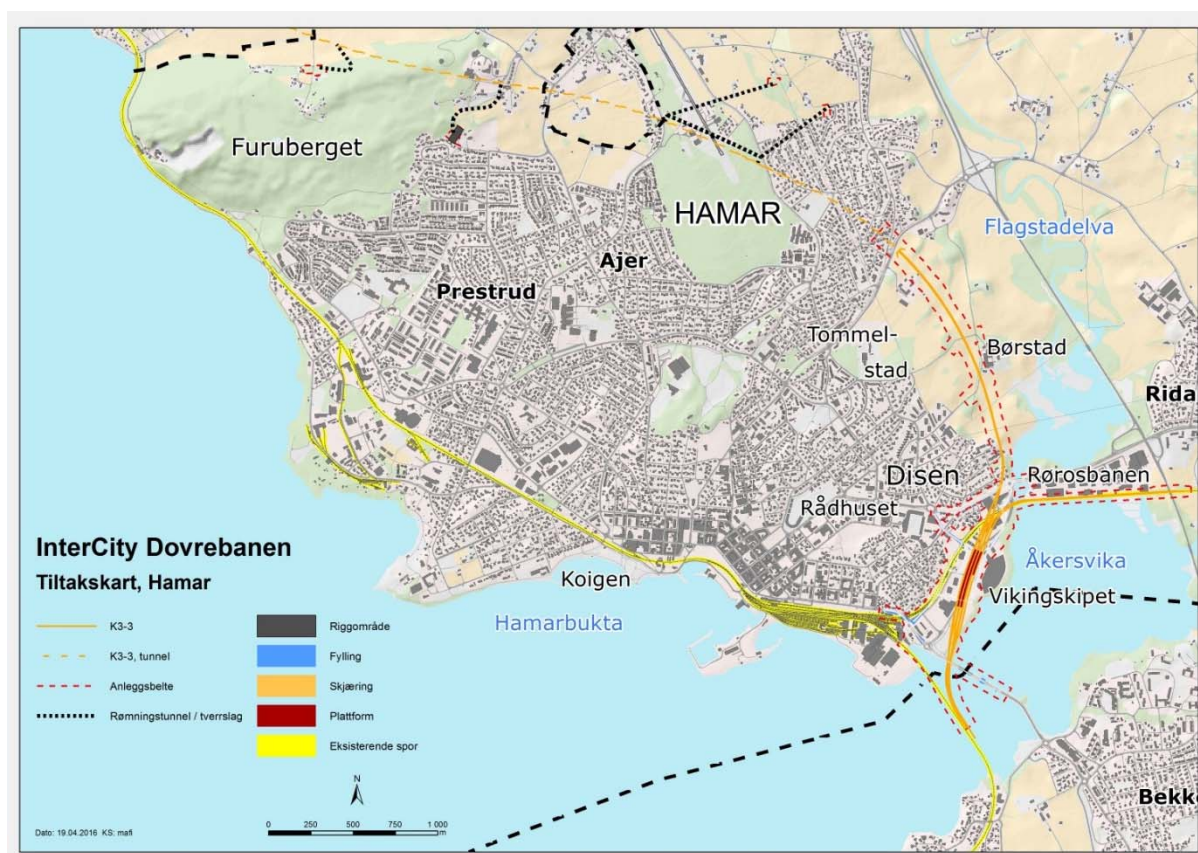 Furuberget
HAMAR
Flagstadelva
Ajer
Prestrud
Tommel-
stad
Børstad
Rida
Disen
Rørosbanen
Rådhuset
Åkersvika
Koigen
Vikingskipet
Hamarbukta
Bekk
InterCity Dovrebanen
Tiltakskart, Hamar
K3-3
K3-3, tunnel
Anleggsbelte
Rømningstunnel / tverrslag
Riggområde
Fylling
Skjæring
Plattform
Eksisterende spor
N
0 250 500 750 1 000
m
Dato: 19.04.2016 KS: mafi